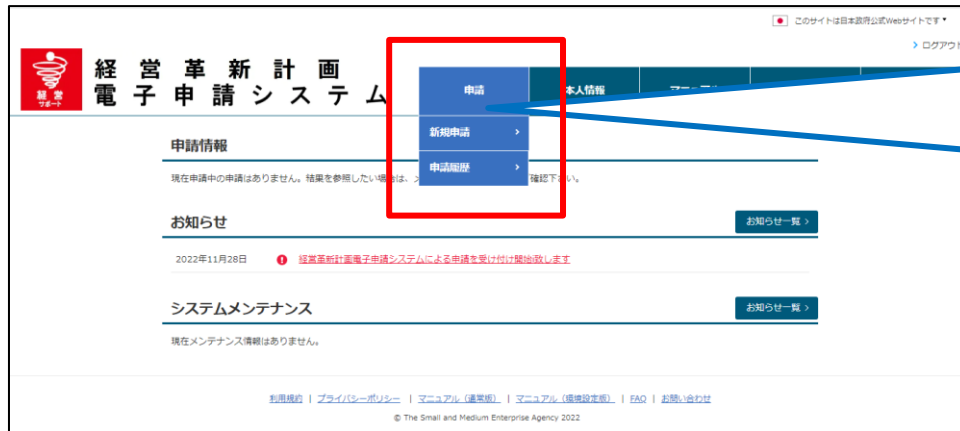 このサイトは日本政府公式Webサイトです
ログアウ
経営革新計画
電子申請システム
経営
サポート
申請
本人情報
新規申請
申請履歴
申請情報
現在申請中の申請はありません。結果を参照したい場合は、
確認下さい。
お知らせ
お知らせ一覧
2022年11月28日
経営革新計画電子申請システムによる申請を受け付け開始致します
システムメンテナンス
お知らせ一覧
現在メンテナンス情報はありません。
利用規約 | プライバシーポリシー | マニュアル（通常版） | マニュアル（環境設定版） | FAQ | お問い合わせ
© The Small and Medium Enterprise Agency 2022